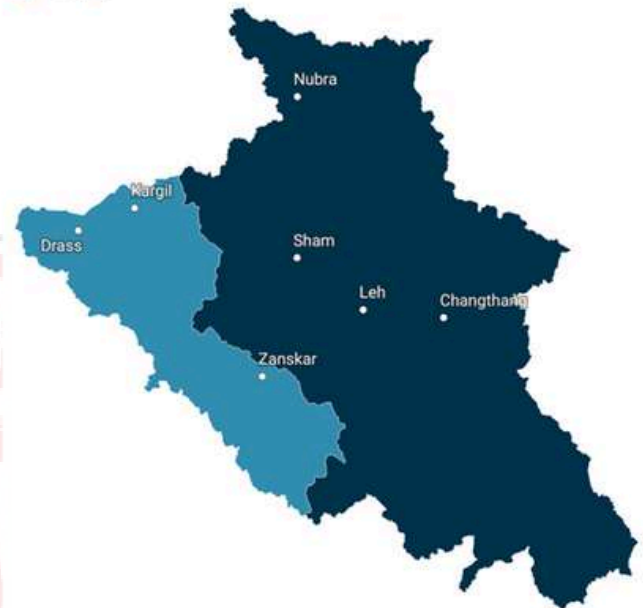 Nubra
Kargil
Drass
Sham
Leh
Changthang
Zanskar